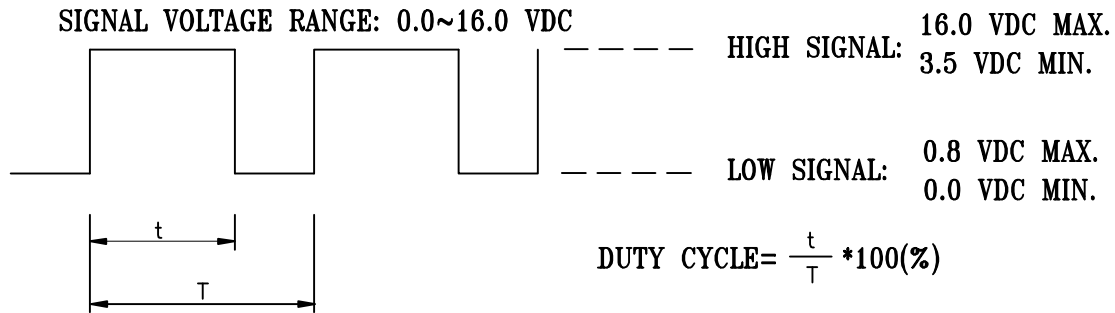 SIGNAL VOLTAGE RANGE: 0.0~16.0 VDC
HIGH SIGNAL:
16.0 VDC MAX.
3.5 VDC MIN.
LOW SIGNAL:
0.8 VDC MAX.
0.0 VDC MIN.
t
T
DUTY CYCLE= t/T *100(%)